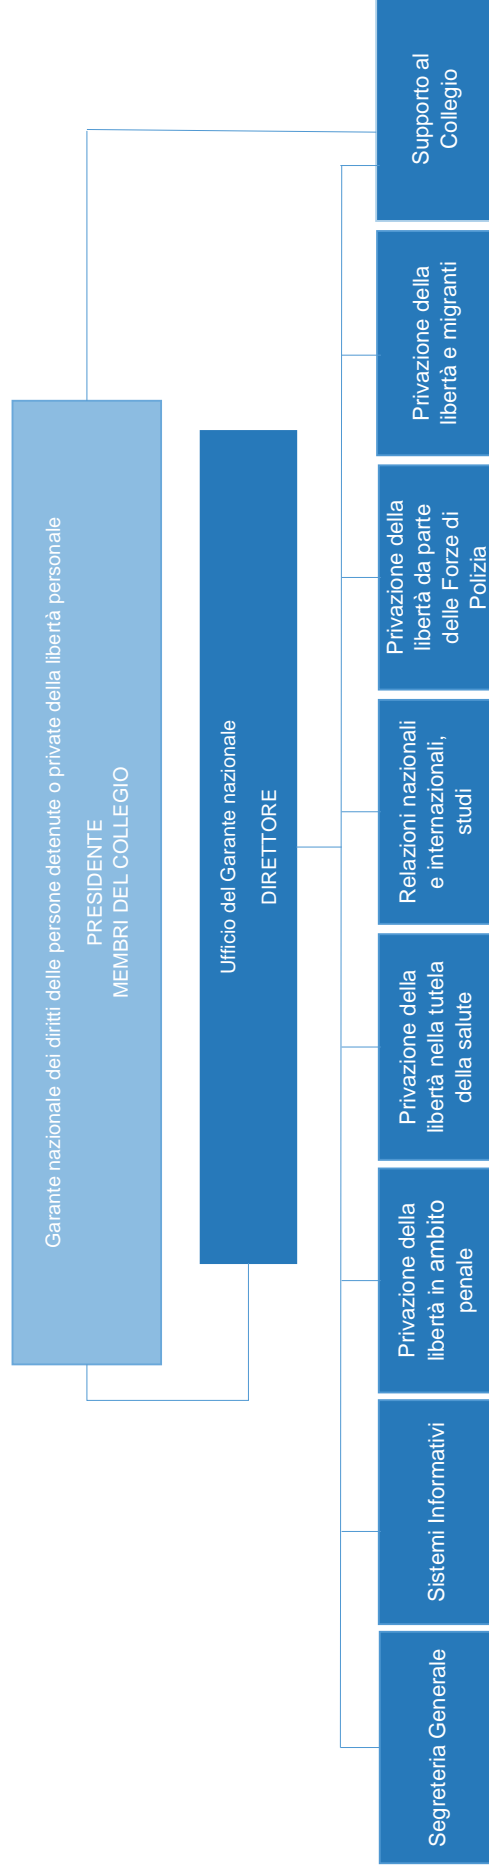 Garante nazionale dei diritti delle persone detenute o private della libertà personale
PRESIDENTE
MEMBRI DEL COLLEGIO
Ufficio del Garante nazionale
DIRETTORE
Segreteria Generale
Sistemi Informativi
Privazione della
libertà in ambito
penale
Privazione della
libertà nella tutela
della salute
Relazioni nazionali
e internazionali,
studi
Privazione della
libertà da parte
delle Forze di
Polizia
Privazione della
libertà e migranti
Supporto al
Collegio